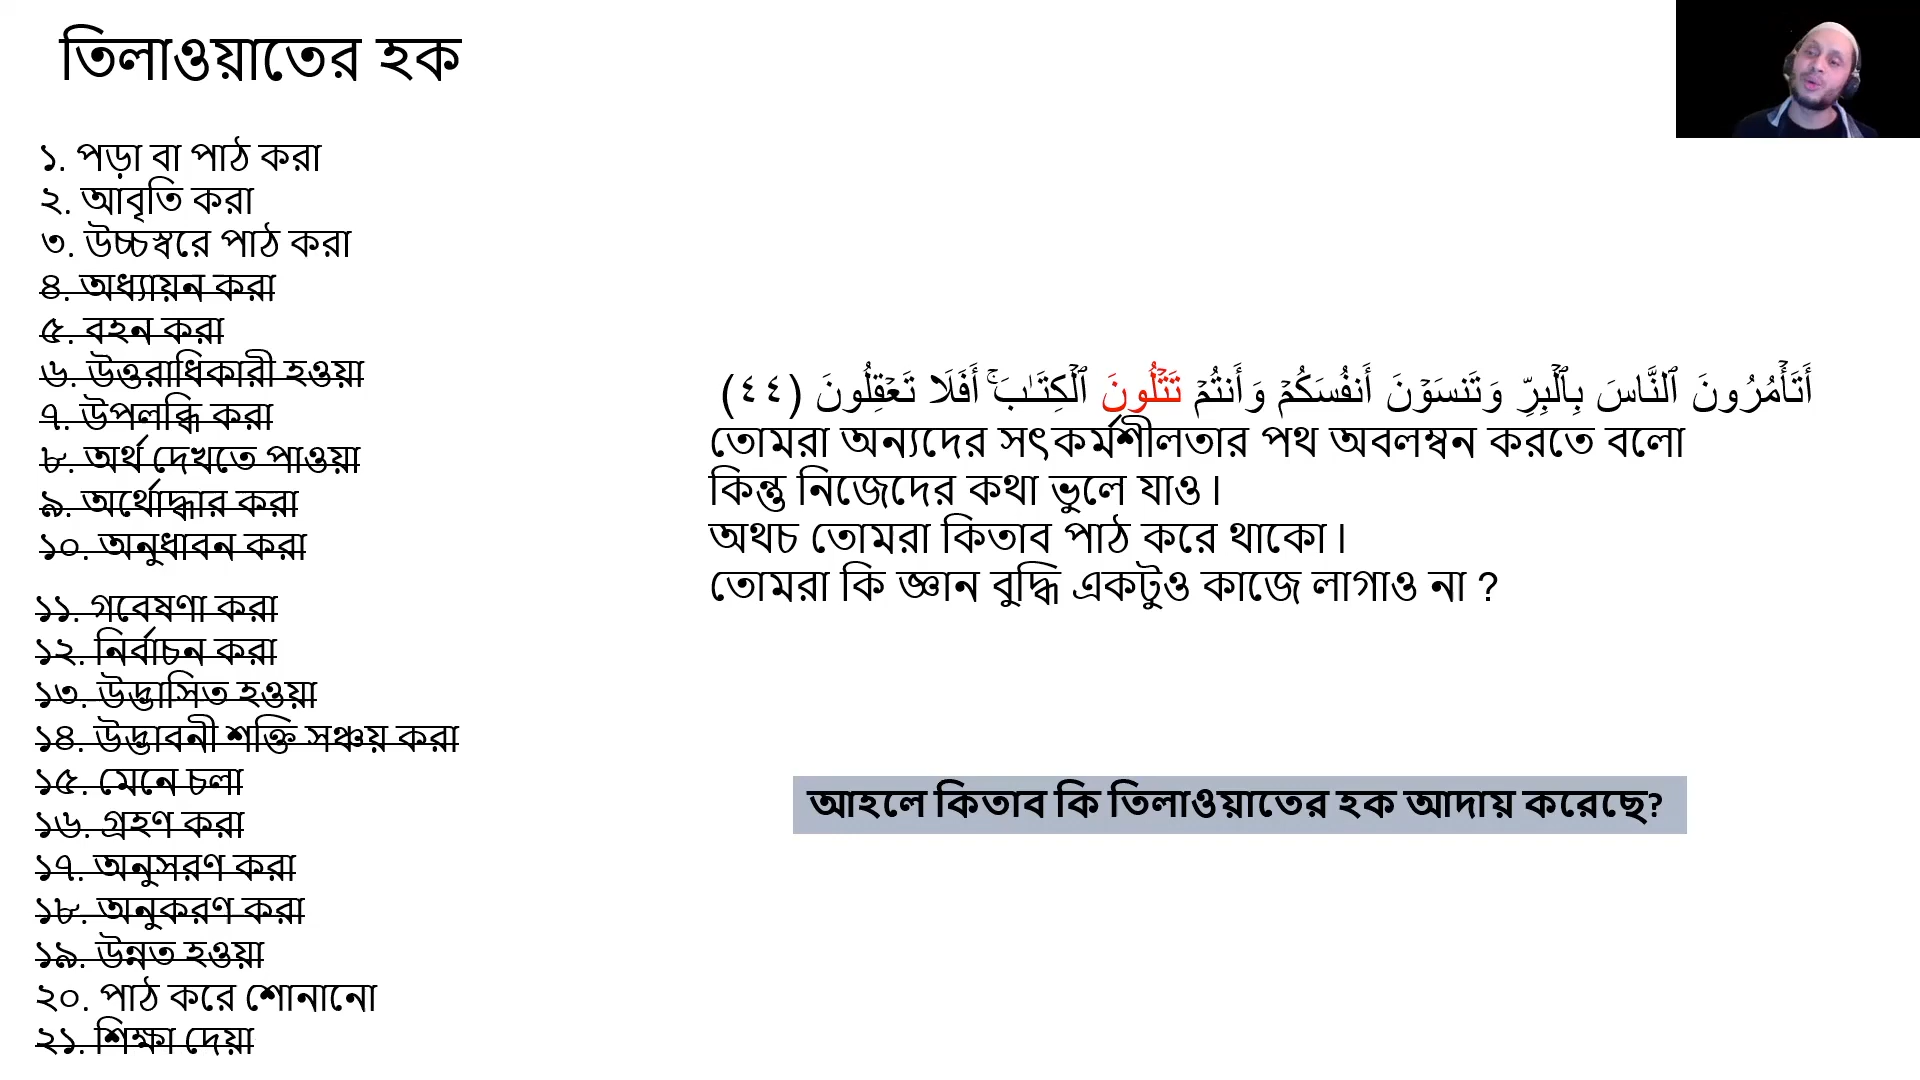 তিলাওয়াতের হক
১. পড়া বা পাঠ করা
২. আবৃতি করা
৩. উচ্চস্বরে পাঠ করা
৪. অধ্যায়ন করা
৫. বহন করা
৬. উত্তরাধিকারী হওয়া
৭. উপলব্ধি করা
৮. অর্থ দেখতে পাওয়া
৯. অর্থোদ্ধার করা
১০. অনুধাবন করা
১১. গবেষণা করা
১২. নির্বাচন করা
১৩. উদ্ভাসিত হওয়া
১৪. উদ্ভাবনী শক্তি সঞ্চয় করা
১৫. মেনে চলা
১৬. গ্রহণ করা
১৭. অনুসরণ করা
১৮. অনুকরণ করা
১৯. উন্নত হওয়া
২০. পাঠ করে শোনানো
২১. শিক্ষা দেয়া
أَتَأۡمُرُونَ ٱلنَّاسَ بِٱلۡبِرِّ وَتَنسَوۡنَ أَنفُسَكُمۡ وَأَنتُمۡ تَتۡلُونَ ٱلۡكِتَـٰبَۚ أَفَلَا تَعۡقِلُونَ (٤٤)
তোমরা অন্যদের সৎকর্মশীলতার পথ অবলম্বন করতে বলো
কিন্তু নিজেদের কথা ভুলে যাও।
অথচ তোমরা কিতাব পাঠ করে থাকো।
তোমরা কি জ্ঞান বুদ্ধি একটুও কাজে লাগাও না ?
আহলে কিতাব কি তিলাওয়াতের হক আদায় করেছে?